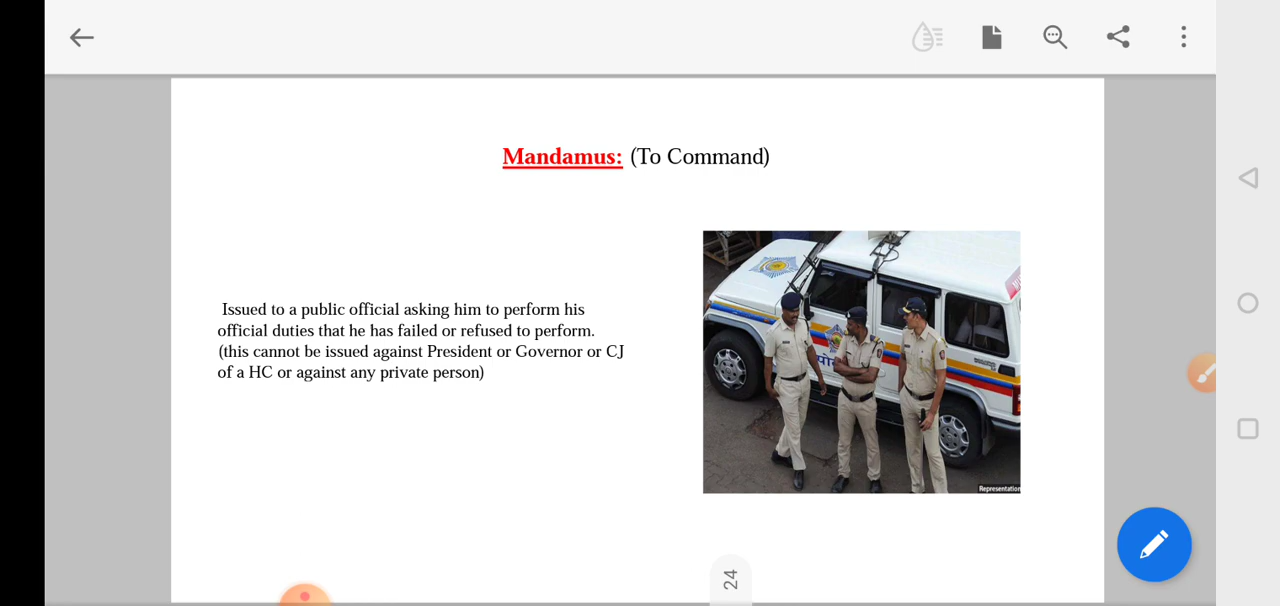 Mandamus: (To Command)
Issued to a public official asking him to perform his
official duties that he has failed or refused to perform.
(this cannot be issued against President or Governor or CJ
of a HC or against any private person)
Representation
24